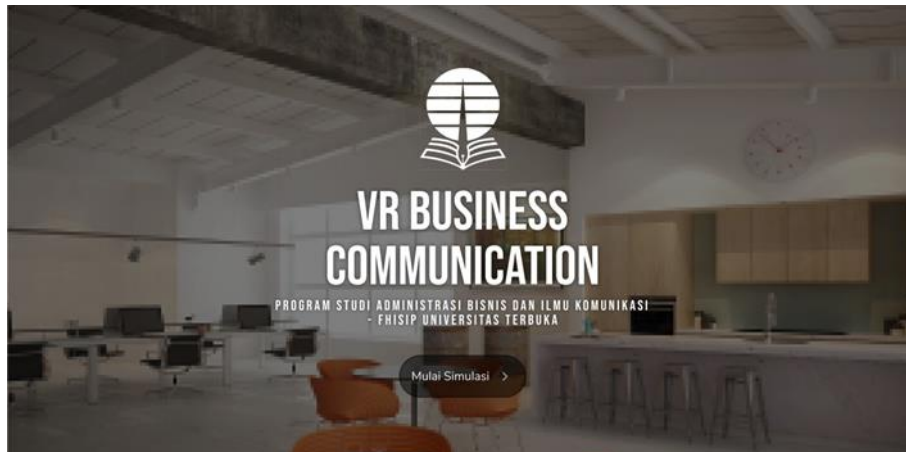 VR BUSINESS
COMMUNICATION
PROGRAM STUDI ADMINISTRASI BISNIS DAN ILMU KOMUNIKASI
- FHISIP UNIVERSITAS TERBUKA
Mulai Simulasi >